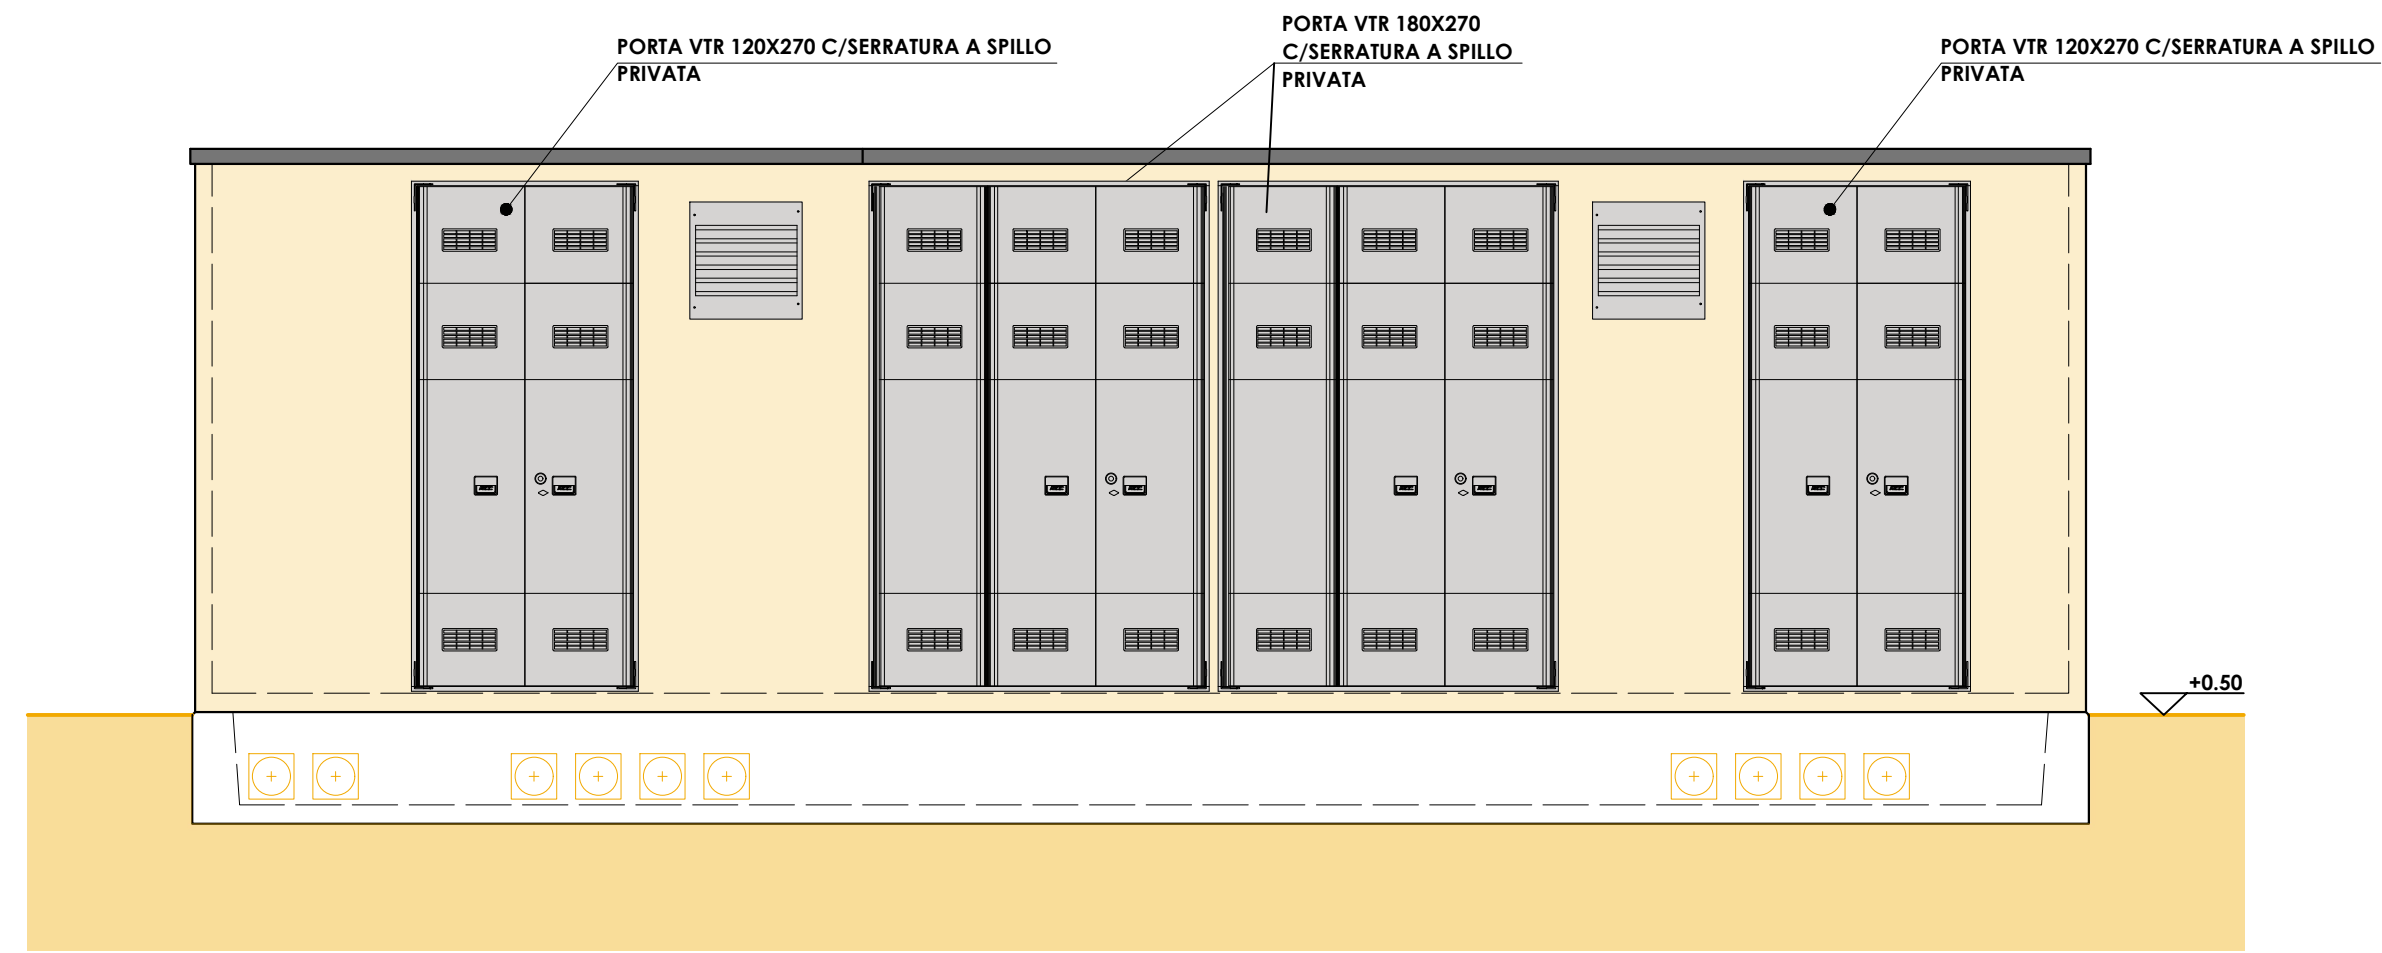 PORTA VTR 120X270 C/SERRATURA A SPILLO
PRIVATA
PORTA VTR 180X270
C/SERRATURA A SPILLO
PRIVATA
PORTA VTR 120X270 C/SERRATURA A SPILLO
PRIVATA
+0.50